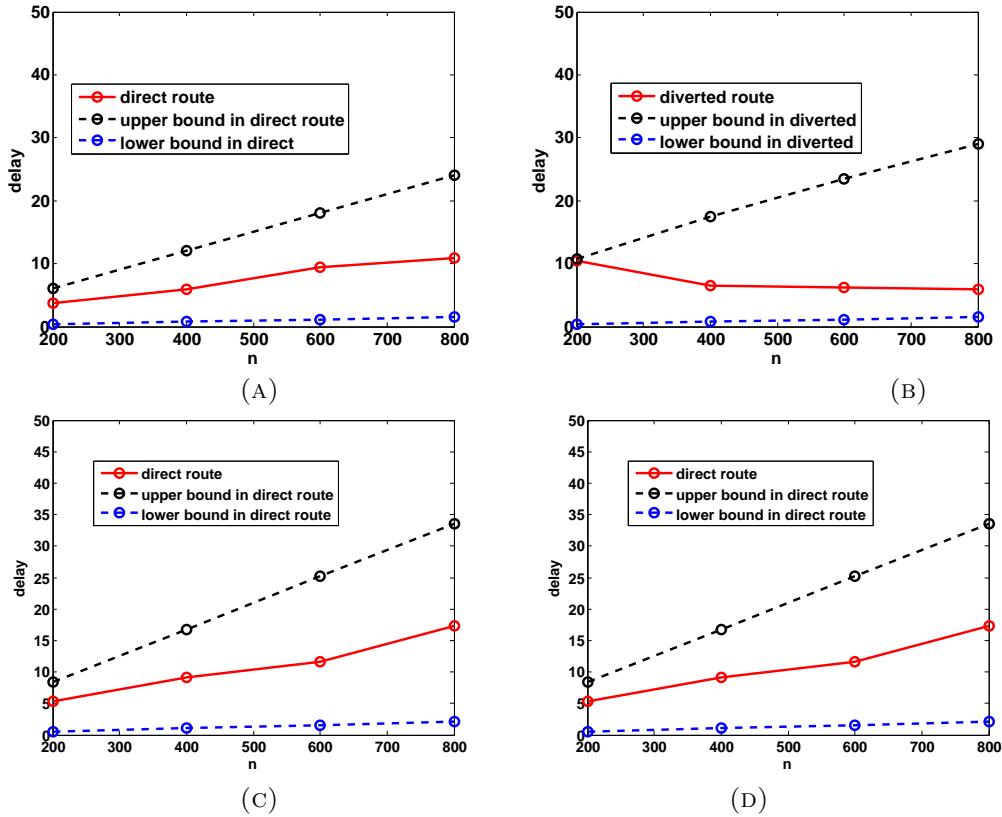 50
40
30
20
10
0
delay
direct route
upper bound in direct route
lower bound in direct
200 300 400 500 600 700 800
n
(A)
50
40
30
20
10
0
delay
diverted route
upper bound in diverted
lower bound in diverted
200 300 400 500 600 700 800
n
(B)
50
45
40
35
30
25
20
15
10
5
0
delay
direct route
upper bound in direct route
lower bound in direct route
200 300 400 500 600 700 800
n
(C)
50
45
40
35
30
25
20
15
10
5
0
delay
direct route
upper bound in direct route
lower bound in direct route
200 300 400 500 600 700 800
n
(D)